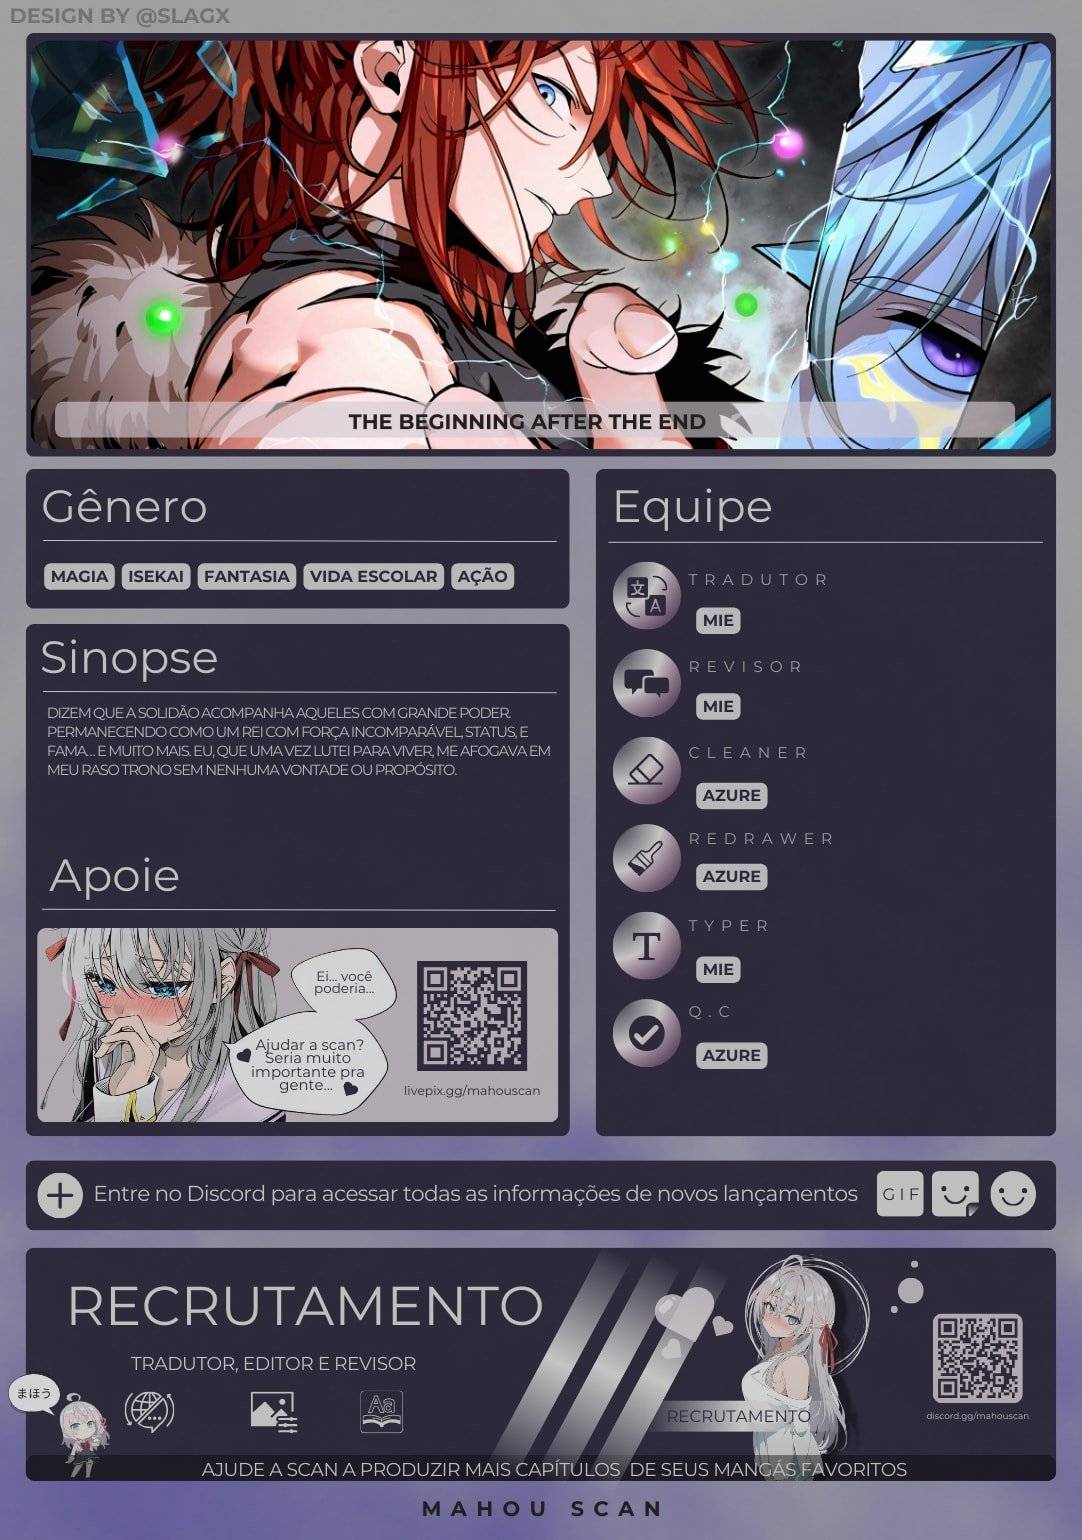 DESIGN BY @SLAGX
THE BEGINNING AFTER THE END
Gênero
MAGIA ISEKAI FANTASIA VIDA ESCOLAR AÇÃO
Sinopse
DIZEM QUE A SOLIDÃO ACOMPANHA AQUELES COM GRANDE PODER.
PERMANECENDO COMO UM REI COM FORÇA INCOMPARÁVEL, STATUS, E
FAMA... E MUITO MAIS. EU, QUE UMA VEZ LUTEI PARA VIVER, ME AFOGAVA EM
MEU RASO TRONO SEM NENHUMA VONTADE OU PROPÓSITO.
Apoie
Ei... você
poderia...
Ajudar a scan?
Seria muito
importante pra
gente...
livepix.gg/mahouscan
Equipe
文
A
TRADUTOR
MIE
REVISOR
MIE
CLEANER
AZURE
REDRAWER
AZURE
T
TYPER
MIE
Q.C
AZURE
Entre no Discord para acessar todas as informações de novos lançamentos
GIF
RECRUTAMENTO
TRADUTOR, EDITOR E REVISOR
まほう
Aa
RECRUTAMENTO
discord.gg/mahouscan
AJUDE A SCAN A PRODUZIR MAIS CAPÍTULOS DE SEUS MANGÁS FAVORITOS
MAHOU SCAN